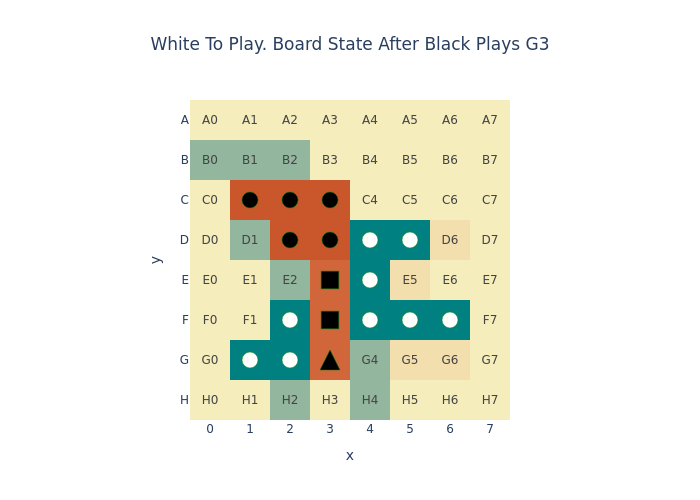 White To Play. Board State After Black Plays G3
A A0 A1 A2 A3 A4 A5 A6 A7
B B0 B1 B2 B3 B4 B5 B6 B7
C C0 C4 C5 C6 C7
D D0 D1 D6 D7
y
E E0 E1 E2 E5 E6 E7
F F0 F1 F7
G G0 G4 G5 G6 G7
H H0 H1 H2 H3 H4 H5 H6 H7
0 1 2 3 4 5 6 7
x